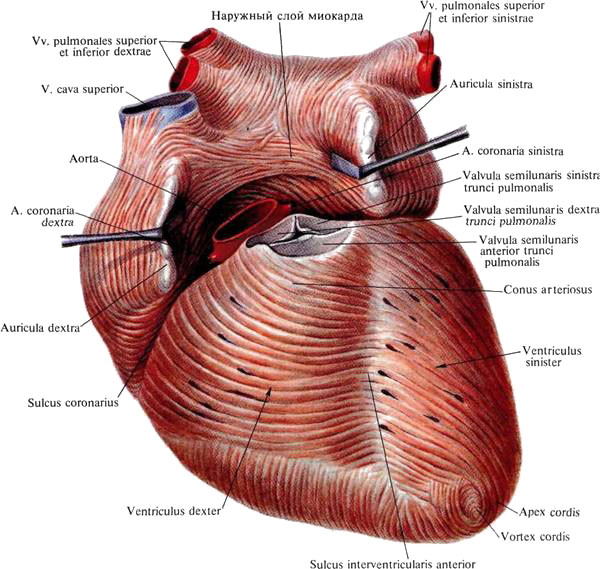 Наружный слой миокарда
Vv. pulmonales superior
et inferior sinistrae
Vv. pulmonales superior
et inferior dextrae
V. cava superior
Auricula sinistra
Aorta
A. coronaria sinistra
Valvula semilunaris sinistra
trunci pulmonalis
A. coronaria
dextra
Valvula semilunaris dextra
trunci pulmonalis
Valvula semilunaris
anterior trunci
pulmonalis
Conus arteriosus
Auricula dextra
Ventriculus
sinister
Sulcus coronarius
Ventriculus dexter
Apex cordis
Vortex cordis
Sulcus interventricularis anterior